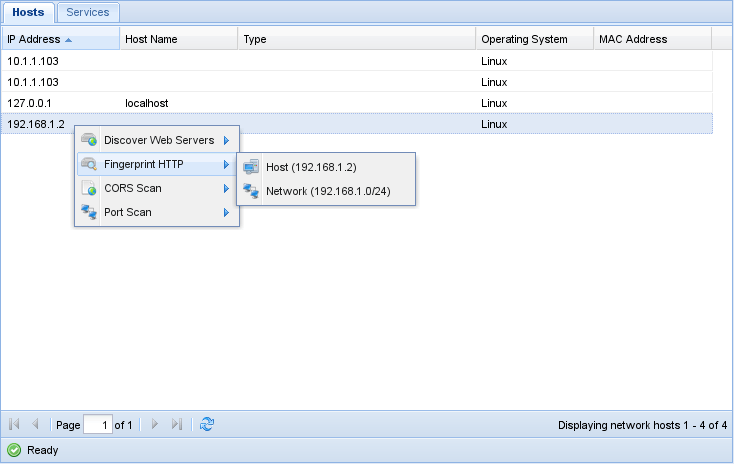 Hosts Services
IP Address Host Name Type Operating System MAC Address
10.1.1.103 Linux
10.1.1.103 Linux
127.0.0.1 localhost Linux
192.168.1.2 Linux
Discover Web Servers
Fingerprint HTTP
CORS Scan
Port Scan
Host (192.168.1.2)
Network (192.168.1.0/24)
Page 1 of 1 Displaying network hosts 1 - 4 of 4
Ready